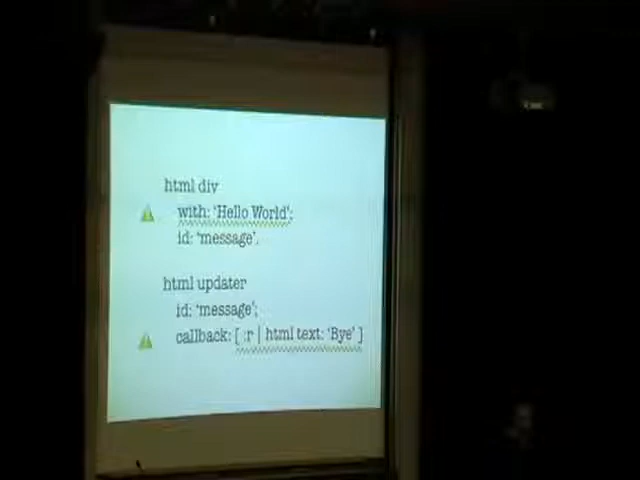 html div
with: 'Hello World';
id: 'message'.
html updater
id: 'message';
callback: [ :r | html text: 'Bye' ]